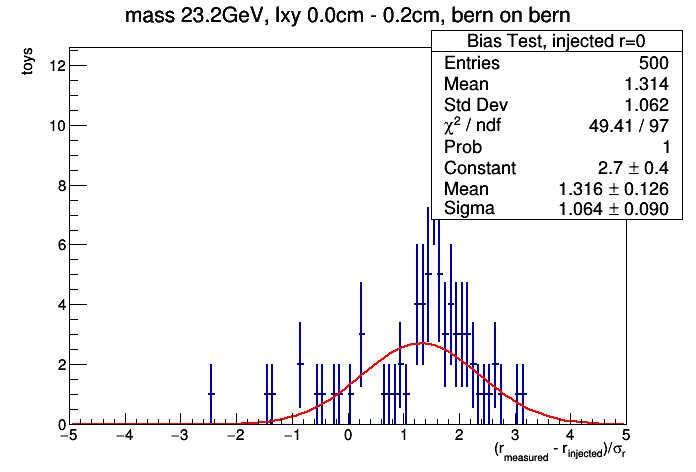 mass 23.2GeV, lxy 0.0cm - 0.2cm, bern on bern
Bias Test, injected r=0
Entries 500
Mean 1.314
Std Dev 1.062
χ² / ndf 49.41 / 97
Prob 1
Constant 2.7 ± 0.4
Mean 1.316 ± 0.126
Sigma 1.064 ± 0.090
toys
12
10
8
6
4
2
0
−5 −4 −3 −2 −1 0 1 2 3 4 5
(r_measured - r_injected)/σ_r